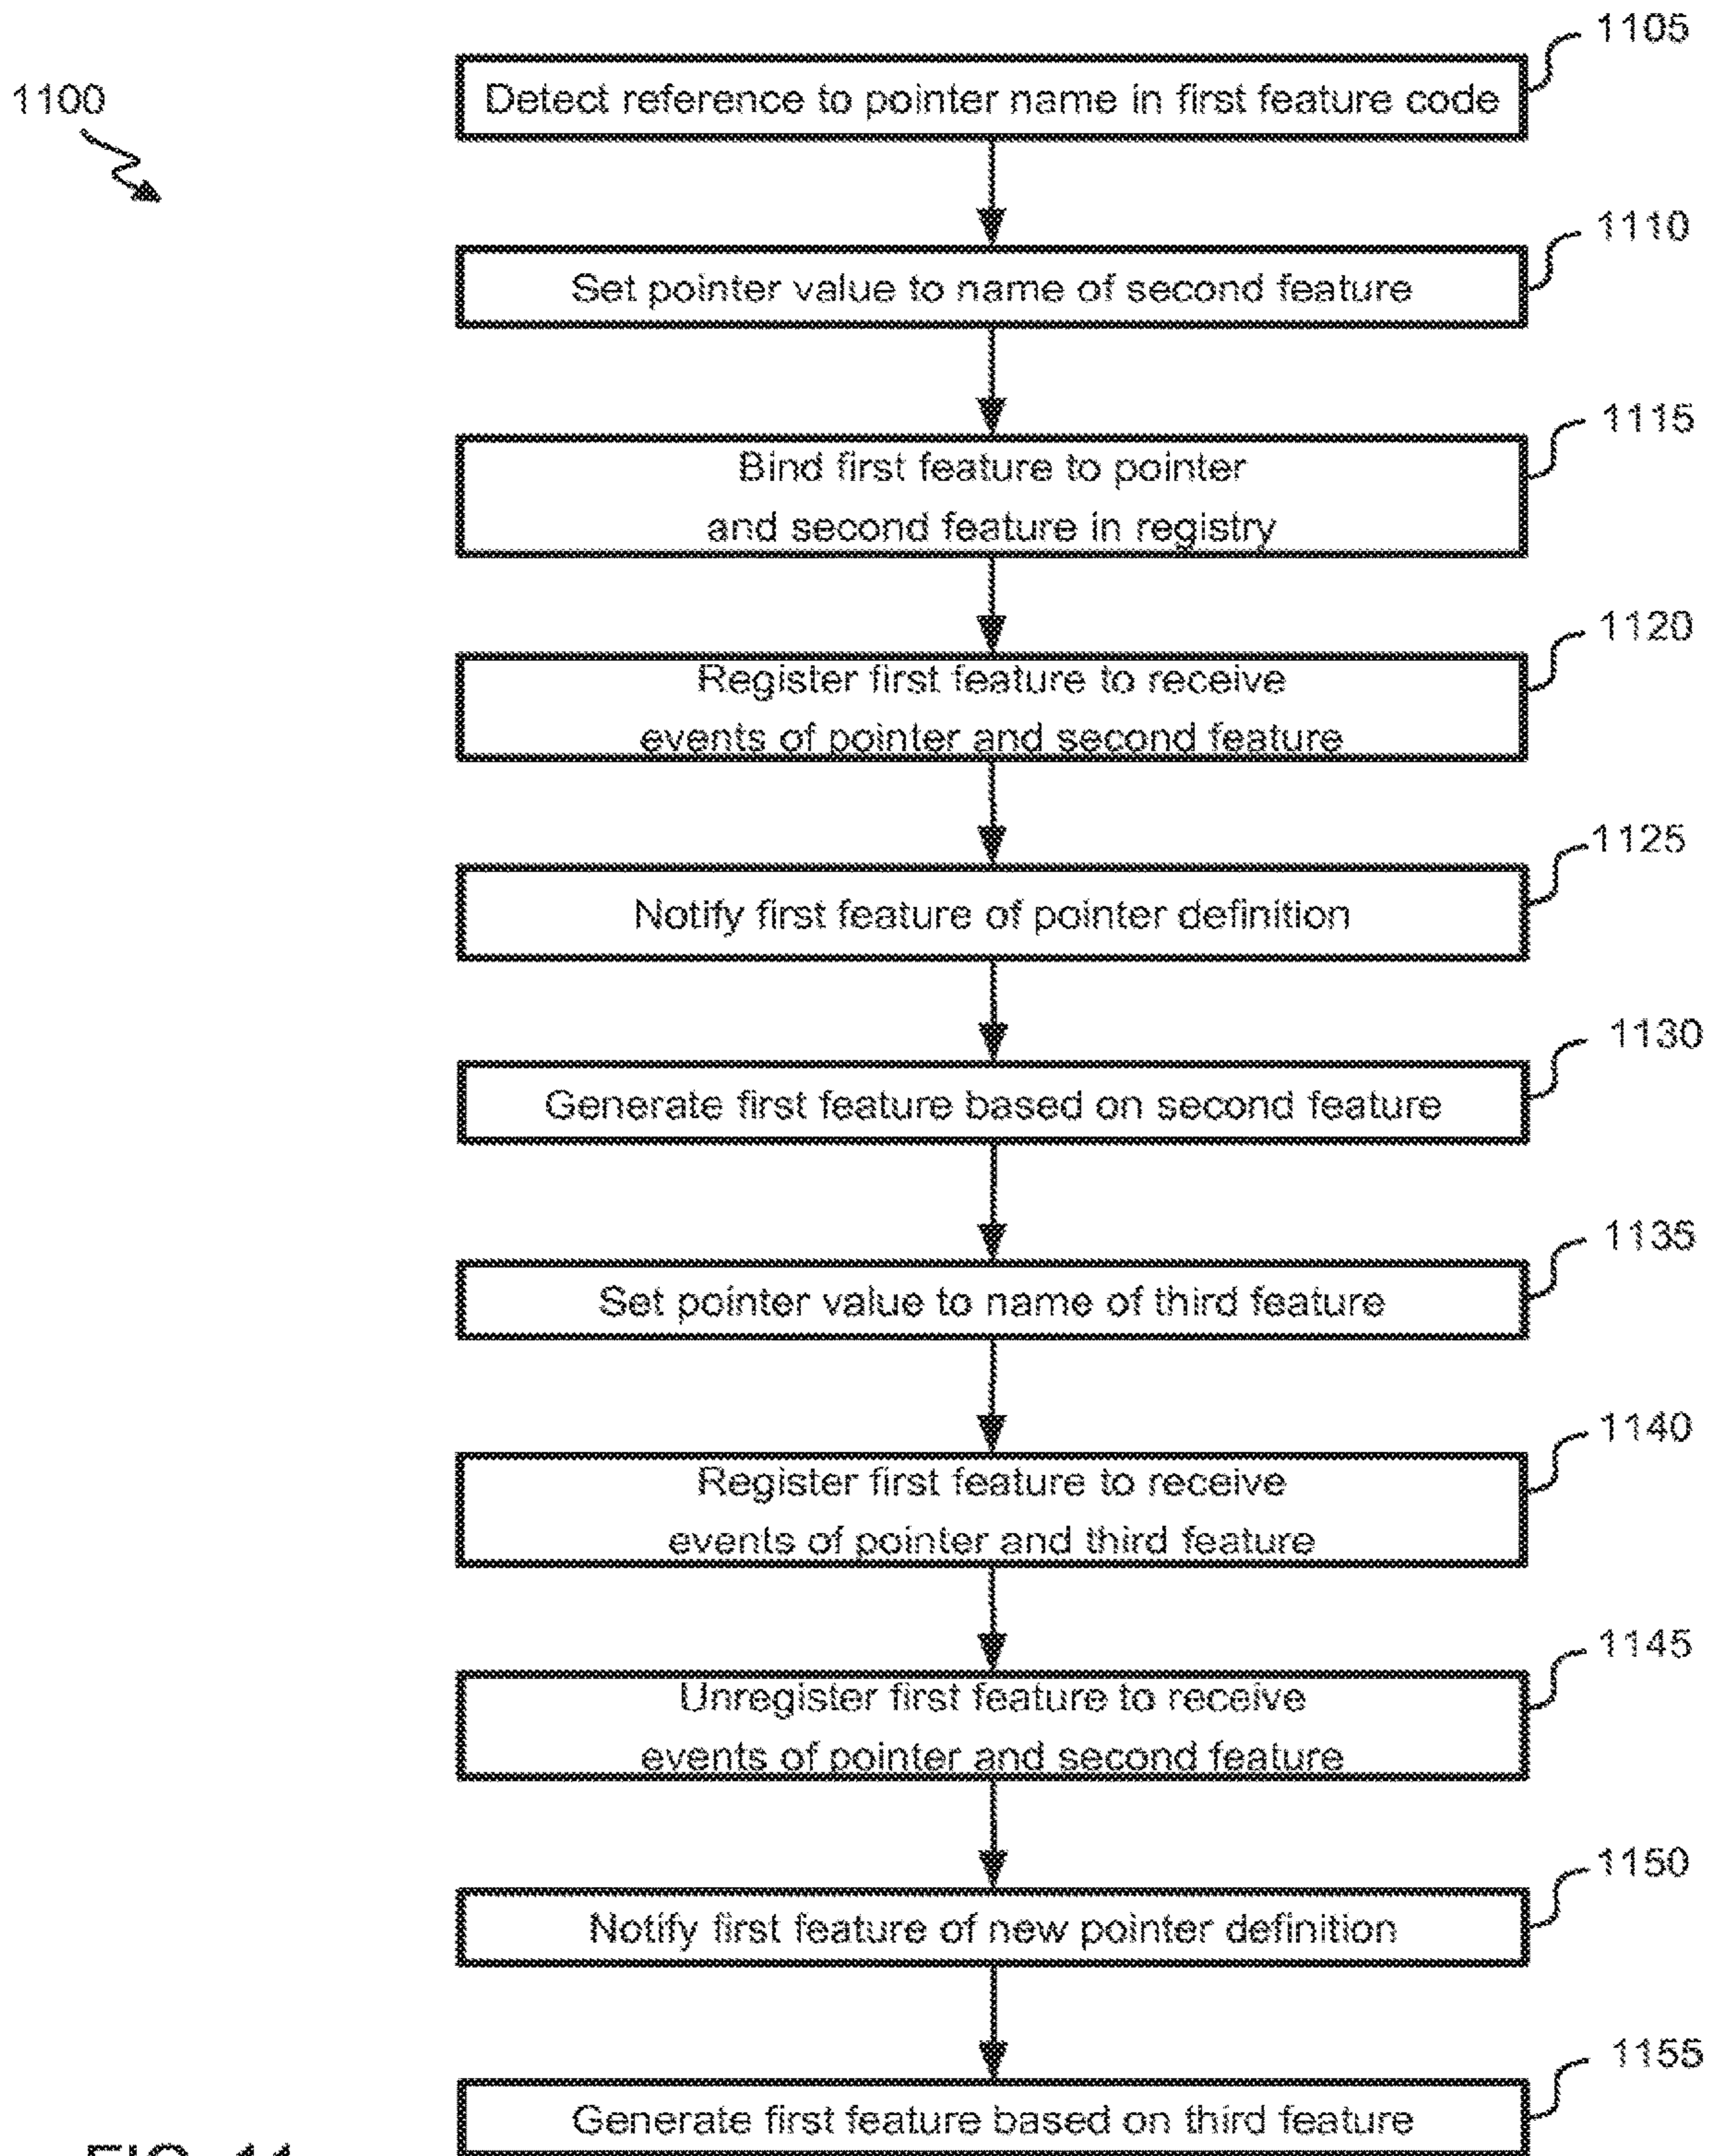 1100
1105
Detect reference to pointer name in first feature code
1110
Set pointer value to name of second feature
1115
Bind first feature to pointer
and second feature in registry
1120
Register first feature to receive
events of pointer and second feature
1125
Notify first feature of pointer definition
1130
Generate first feature based on second feature
1135
Set pointer value to name of third feature
1140
Register first feature to receive
events of pointer and third feature
1145
Unregister first feature to receive
events of pointer and second feature
1150
Notify first feature of new pointer definition
1155
Generate first feature based on third feature
FIG. 11